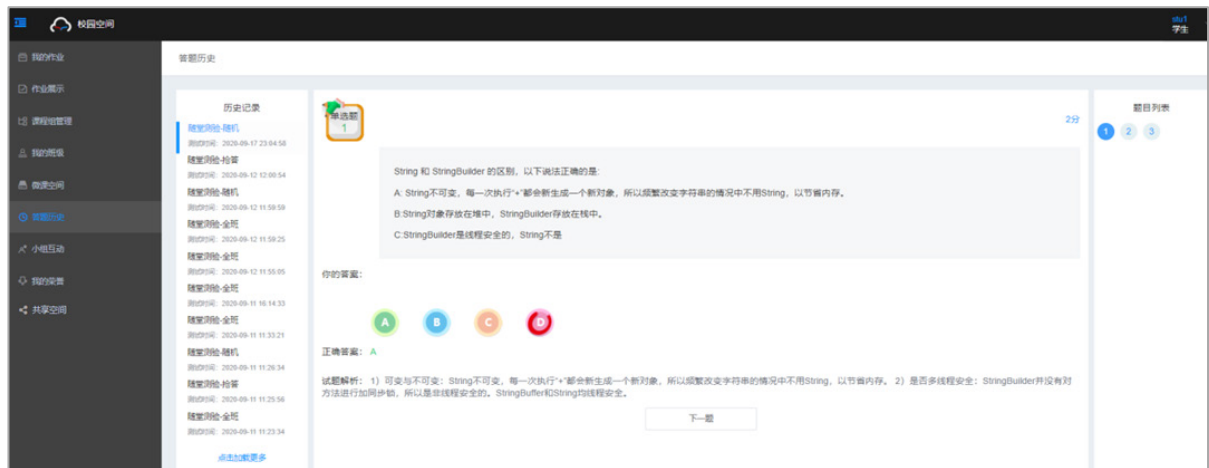 校园空间
stu1
学生
我的作业
作业展示
课程组管理
我的班级
微课空间
答题历史
小组互动
我的荣誉
共享空间
答题历史
历史记录
随堂测验-随机
测试时间: 2020-09-17 23:04:58
随堂测验-抢答
测试时间: 2020-09-12 12:00:54
随堂测验-随机
测试时间: 2020-09-12 11:59:59
随堂测验-全班
测试时间: 2020-09-12 11:59:25
随堂测验-全班
测试时间: 2020-09-12 11:55:05
随堂测验-全班
测试时间: 2020-09-11 16:14:33
随堂测验-全班
测试时间: 2020-09-11 11:33:21
随堂测验-随机
测试时间: 2020-09-11 11:26:34
随堂测验-抢答
测试时间: 2020-09-11 11:25:56
随堂测验-全班
测试时间: 2020-09-11 11:23:34
点击加载更多
单选题
1
2分
String 和 StringBuilder 的区别，以下说法正确的是:
A: String不可变，每一次执行“+”都会新生成一个新对象，所以频繁改变字符串的情况中不用String，以节省内存。
B:String对象存放在堆中，StringBuilder存放在栈中。
C:StringBuilder是线程安全的，String不是
你的答案:
A B C D
正确答案: A
试题解析: 1）可变与不可变：String不可变，每一次执行“+”都会新生成一个新对象，所以频繁改变字符串的情况中不用String，以节省内存。 2）是否多线程安全：StringBuilder并没有对
方法进行加同步锁，所以是非线程安全的。StringBuffer和String均线程安全。
下一题
题目列表
1 2 3